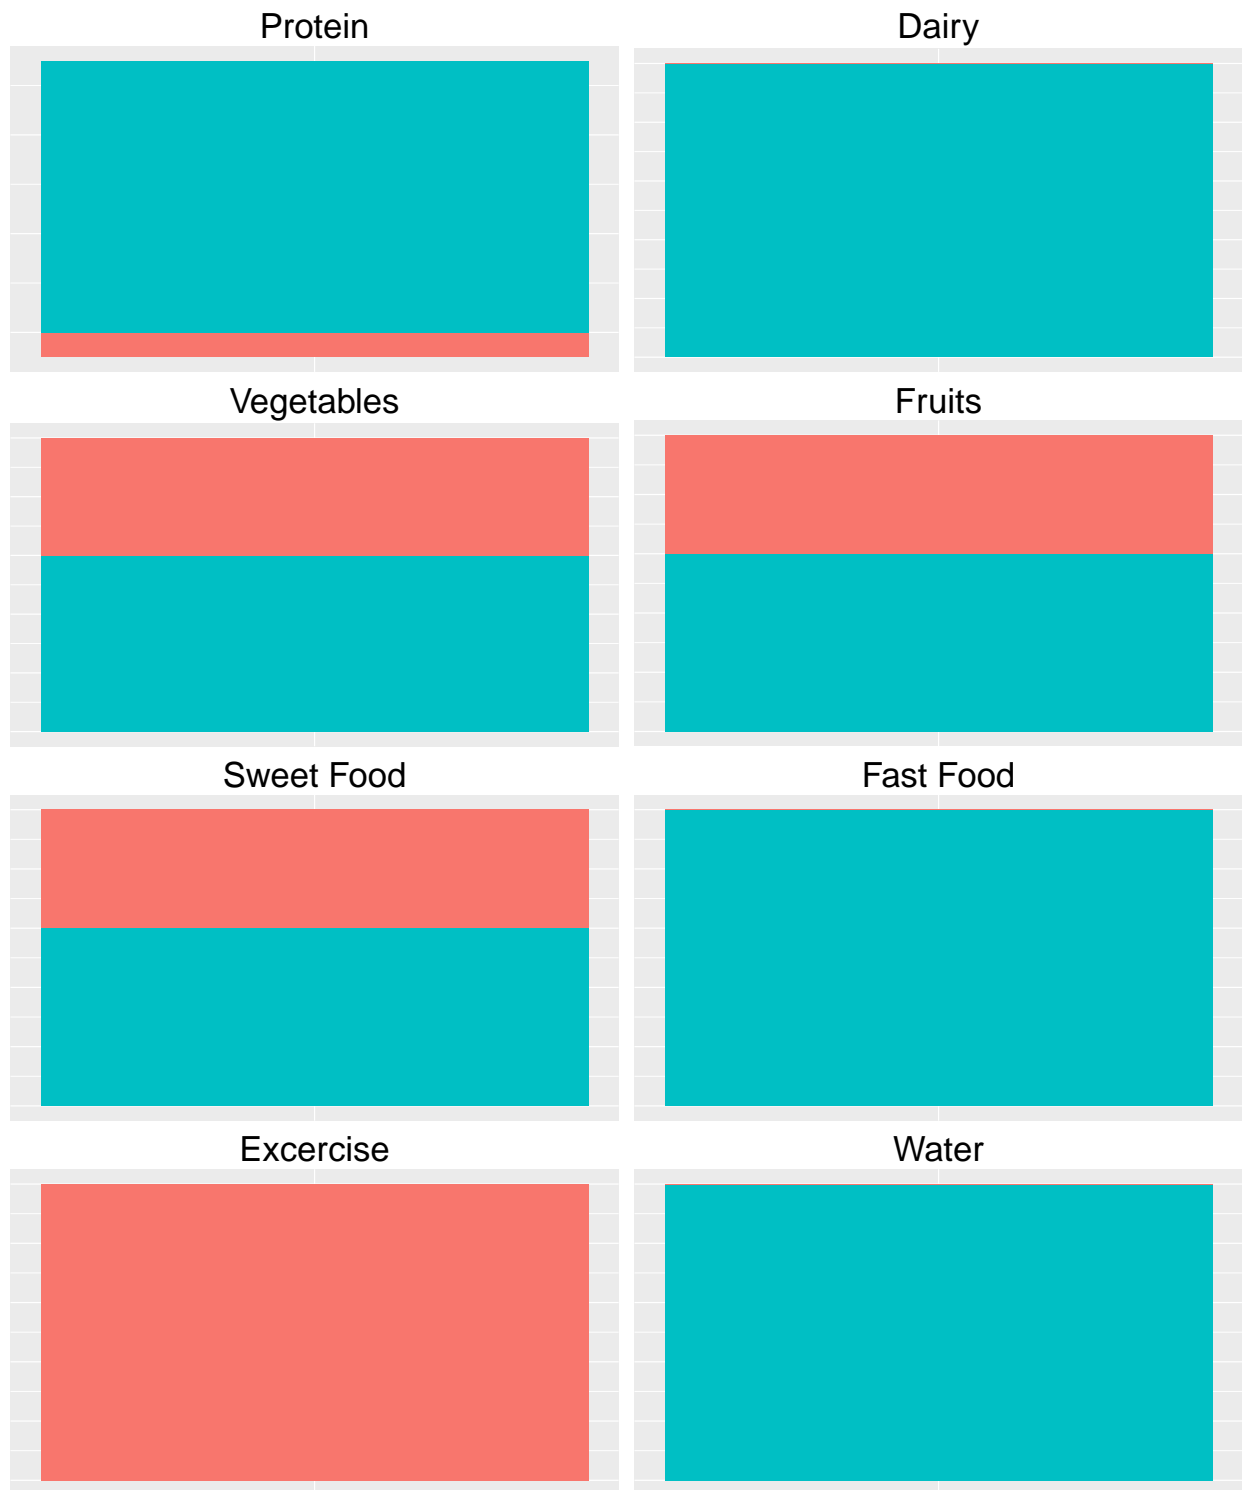 Protein
Dairy
Vegetables
Fruits
Sweet Food
Fast Food
Excercise
Water